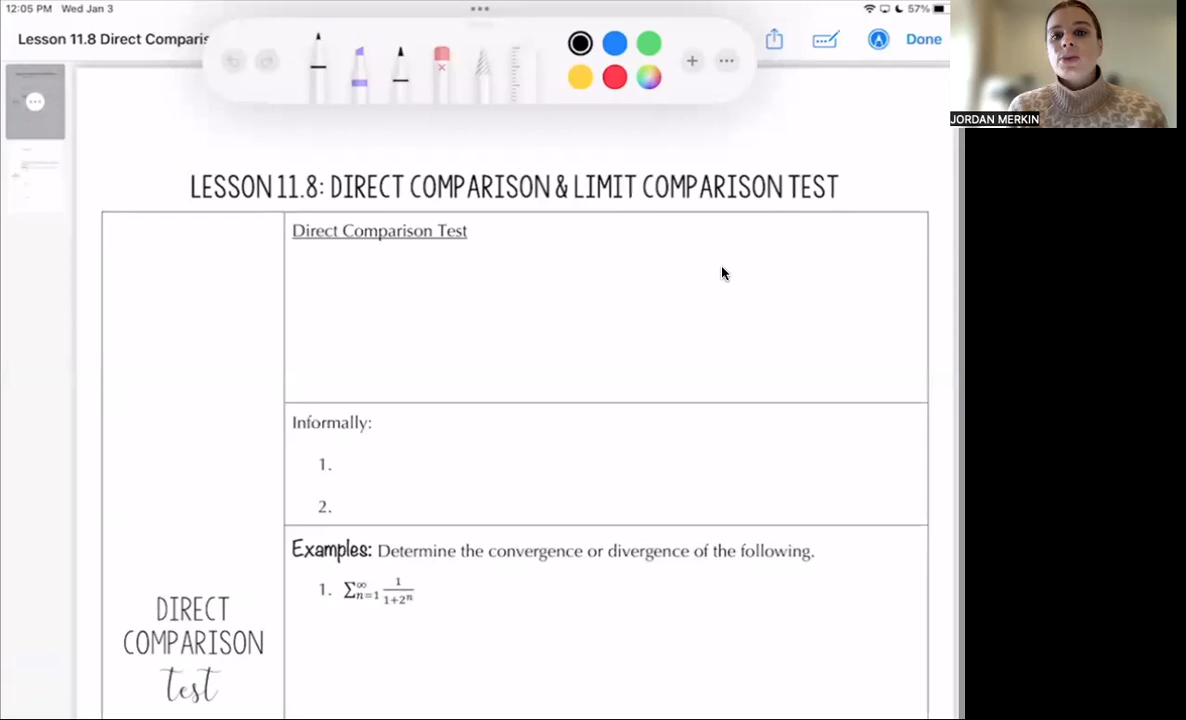 12:05 PM Wed Jan 3
57%
Lesson 11.8 Direct Comparis
Done
JORDAN MERKIN
LESSON 11.8: DIRECT COMPARISON & LIMIT COMPARISON TEST
Direct Comparison Test
Informally:
1.
2.
Examples: Determine the convergence or divergence of the following.
1. ∑_{n=1}^{∞} 1/(1+2^n)
DIRECT
COMPARISON
test